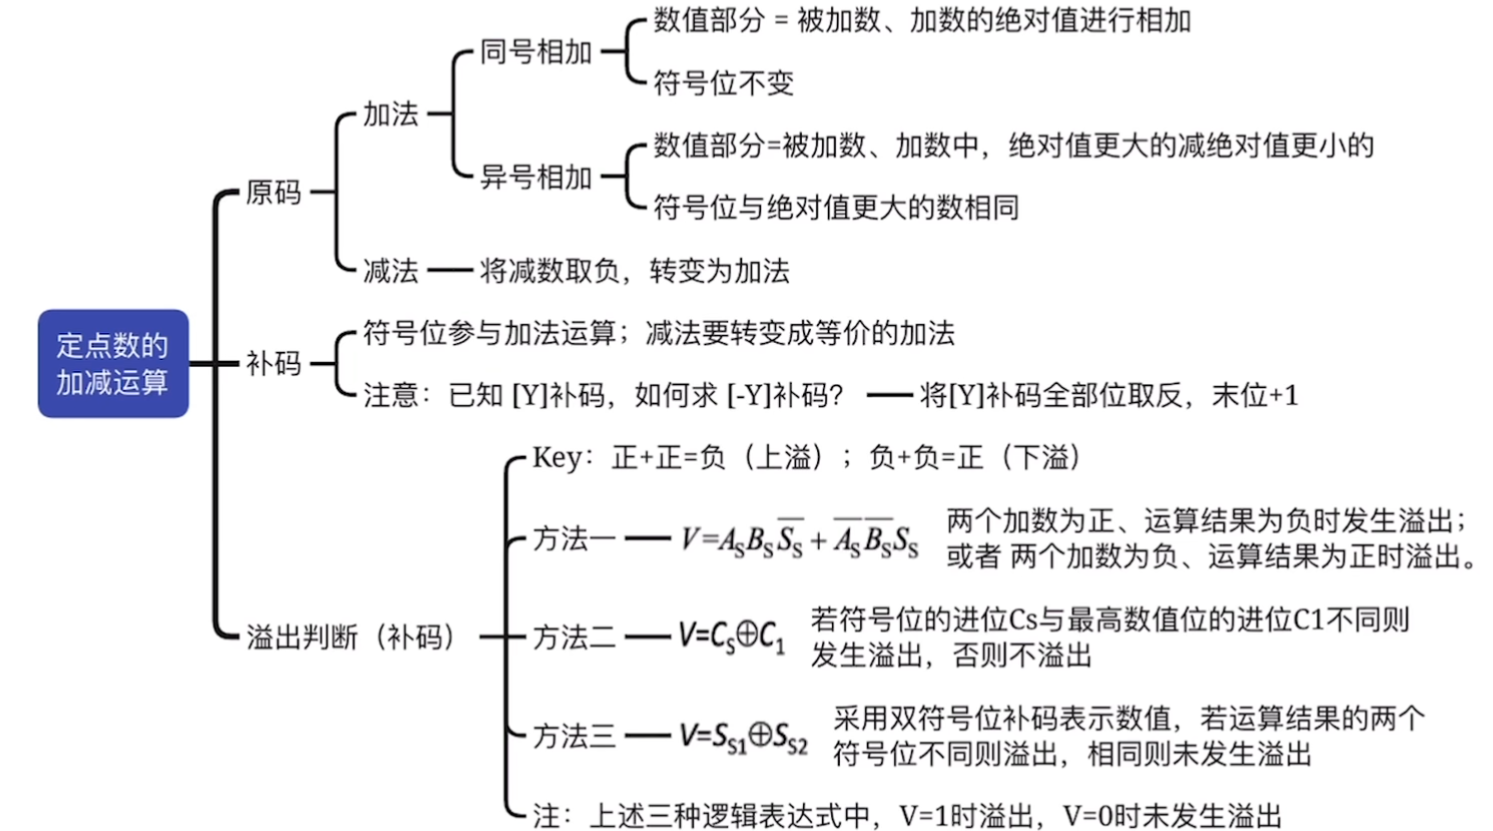 定点数的
加减运算
原码
加法
同号相加
数值部分 = 被加数、加数的绝对值进行相加
符号位不变
异号相加
数值部分=被加数、加数中，绝对值更大的减绝对值更小的
符号位与绝对值更大的数相同
减法
将减数取负，转变为加法
补码
符号位参与加法运算；减法要转变成等价的加法
注意：已知 [Y]补码，如何求 [-Y]补码？
将[Y]补码全部位取反，末位+1
溢出判断（补码）
Key：正+正=负（上溢）；负+负=正（下溢）
方法一
V=A_S B_S S̅_S + A̅_S B̅_S S_S
两个加数为正、运算结果为负时发生溢出；
或者 两个加数为负、运算结果为正时溢出。
方法二
V=C_S⊕C_1
若符号位的进位Cs与最高数值位的进位C1不同则
发生溢出，否则不溢出
方法三
V=S_S1⊕S_S2
采用双符号位补码表示数值，若运算结果的两个
符号位不同则溢出，相同则未发生溢出
注：上述三种逻辑表达式中，V=1时溢出，V=0时未发生溢出